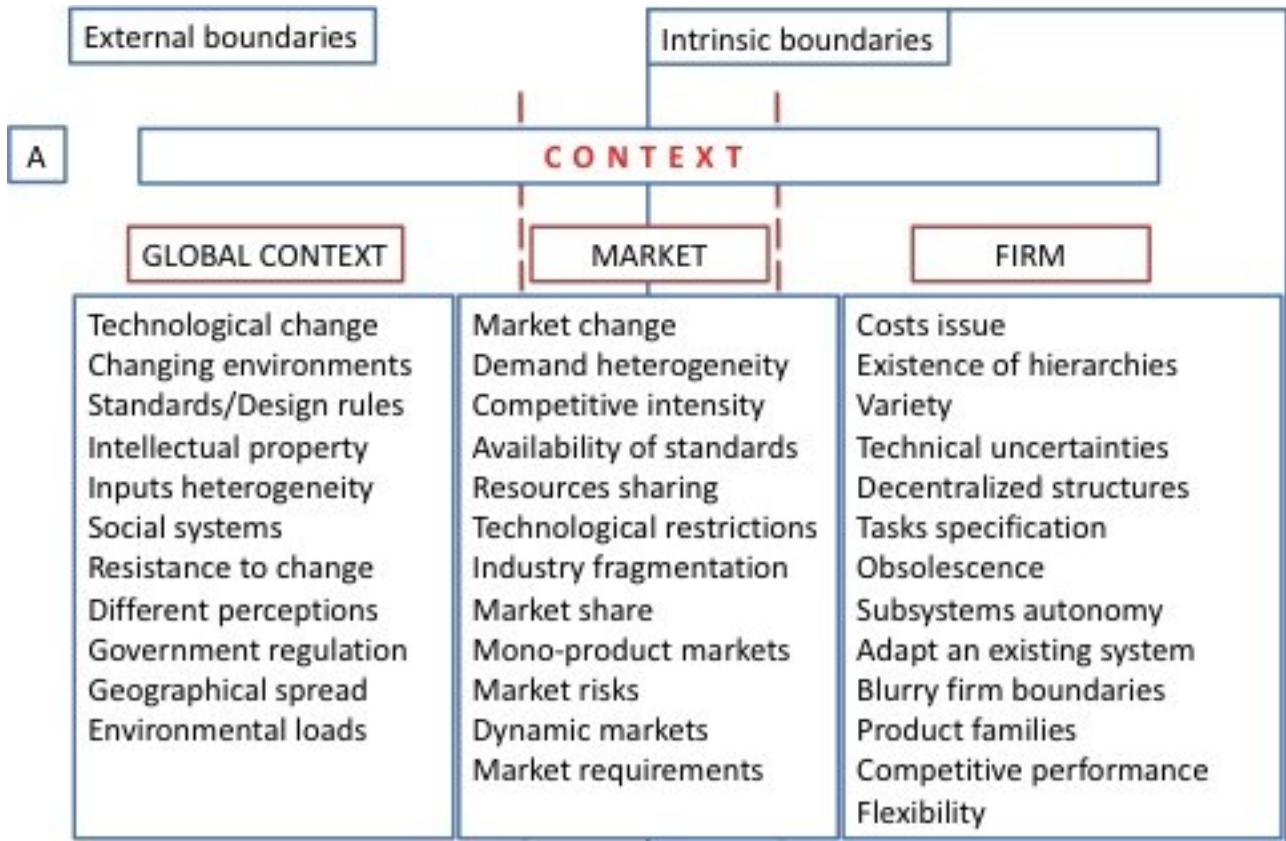 External boundaries
Intrinsic boundaries
A
CONTEXT
GLOBAL CONTEXT
MARKET
FIRM
Technological change
Changing environments
Standards/Design rules
Intellectual property
Inputs heterogeneity
Social systems
Resistance to change
Different perceptions
Government regulation
Geographical spread
Environmental loads
Market change
Demand heterogeneity
Competitive intensity
Availability of standards
Resources sharing
Technological restrictions
Industry fragmentation
Market share
Mono-product markets
Market risks
Dynamic markets
Market requirements
Costs issue
Existence of hierarchies
Variety
Technical uncertainties
Decentralized structures
Tasks specification
Obsolescence
Subsystems autonomy
Adapt an existing system
Blurry firm boundaries
Product families
Competitive performance
Flexibility